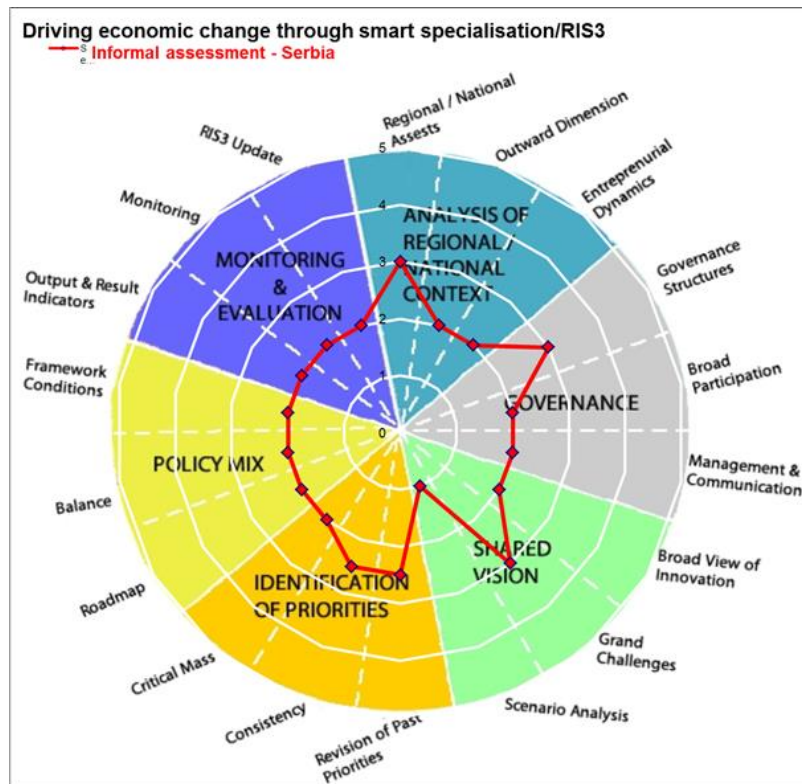 Driving economic change through smart specialisation/RIS3
S
e...
Informal assessment - Serbia
Regional / National
Assests
Outward Dimension
Entreprenurial
Dynamics
Governance
Structures
Broad
Participation
Management &
Communication
Broad View of
Innovation
Grand
Challenges
Scenario Analysis
Revision of Past
Priorities
Consistency
Critical Mass
Roadmap
Balance
Framework
Conditions
Output & Result
Indicators
Monitoring
RIS3 Update
5
4
3
2
1
0
ANALYSIS OF
REGIONAL /
NATIONAL
CONTEXT
GOVERNANCE
SHARED
VISION
IDENTIFICATION
OF PRIORITIES
POLICY MIX
MONITORING
&
EVALUATION